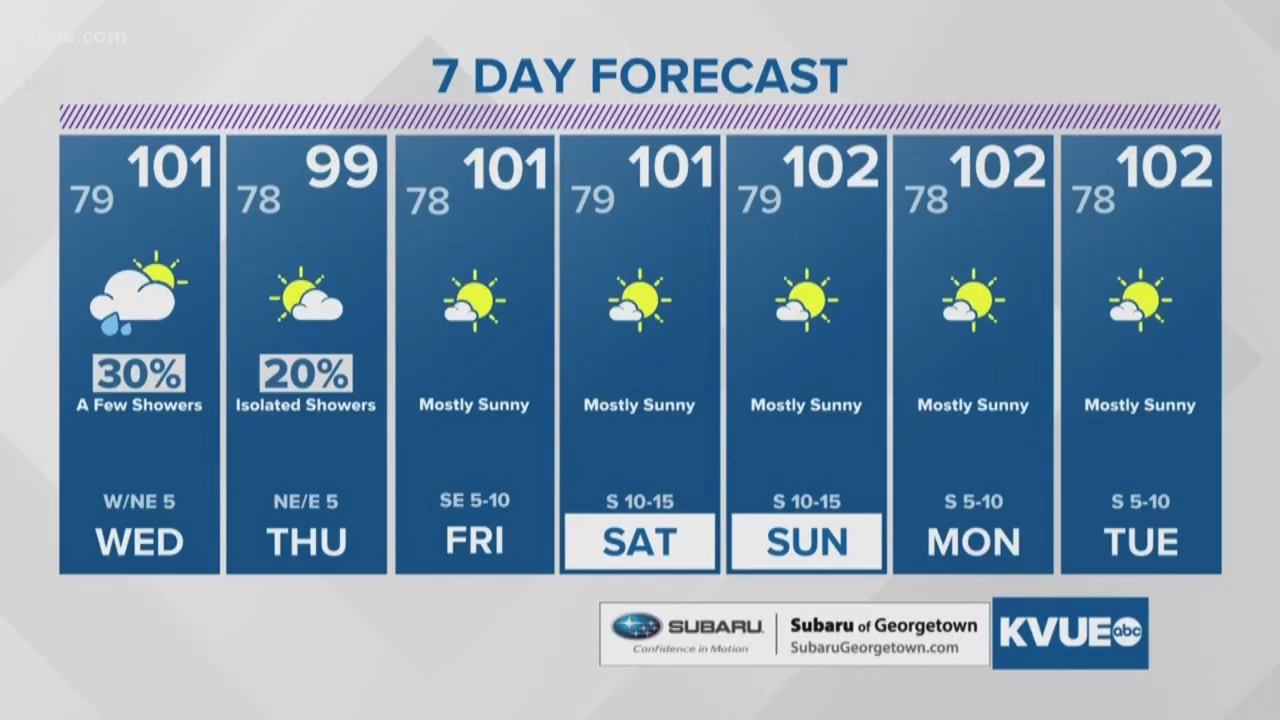 7 DAY FORECAST
79 101
30%
A Few Showers
W/NE 5
WED
78 99
20%
Isolated Showers
NE/E 5
THU
78 101
Mostly Sunny
SE 5-10
FRI
79 101
Mostly Sunny
S 10-15
SAT
79 102
Mostly Sunny
S 10-15
SUN
78 102
Mostly Sunny
S 5-10
MON
78 102
Mostly Sunny
S 5-10
TUE
SUBARU
Confidence in Motion
Subaru of Georgetown
SubaruGeorgetown.com
KVUE abc